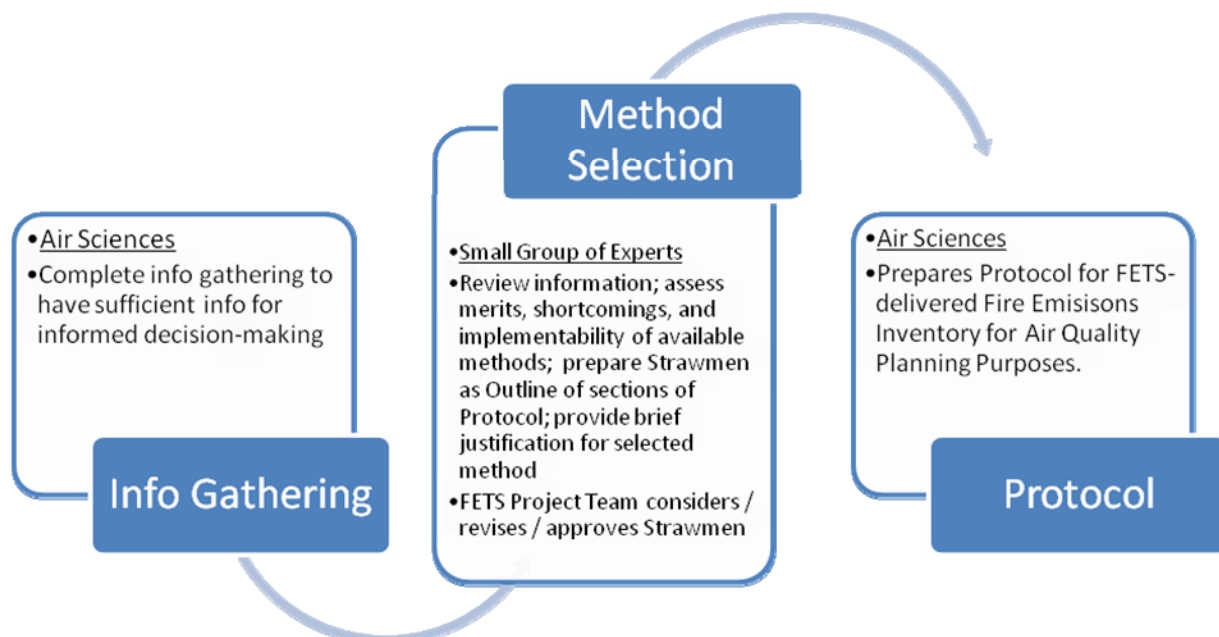 •Air Sciences
•Complete info gathering to
have sufficient info for
informed decision-making
Info Gathering
Method
Selection
•Small Group of Experts
•Review information; assess
merits, shortcomings, and
implementability of available
methods; prepare Strawmen
as Outline of sections of
Protocol; provide brief
justification for selected
method
•FETS Project Team considers /
revises / approves Strawmen
•Air Sciences
•Prepares Protocol for FETS-
delivered Fire Emisisons
Inventory for Air Quality
Planning Purposes.
Protocol